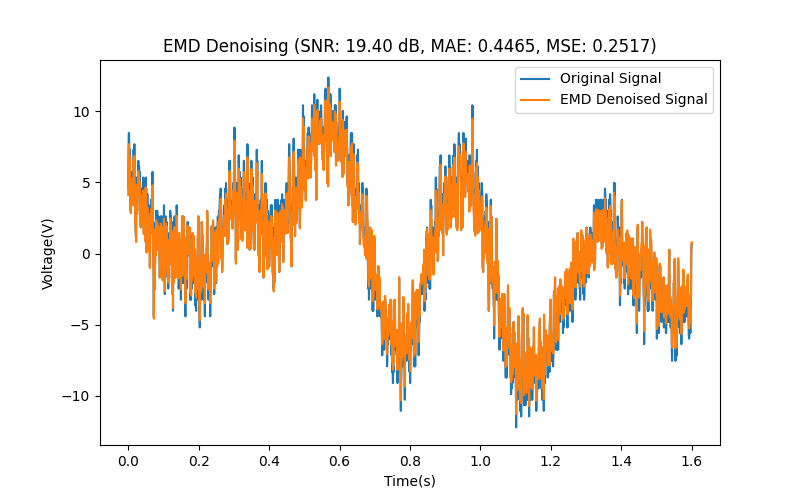 EMD Denoising (SNR: 19.40 dB, MAE: 0.4465, MSE: 0.2517)
Original Signal
EMD Denoised Signal
10
5
0
−5
−10
Voltage(V)
0.0 0.2 0.4 0.6 0.8 1.0 1.2 1.4 1.6
Time(s)